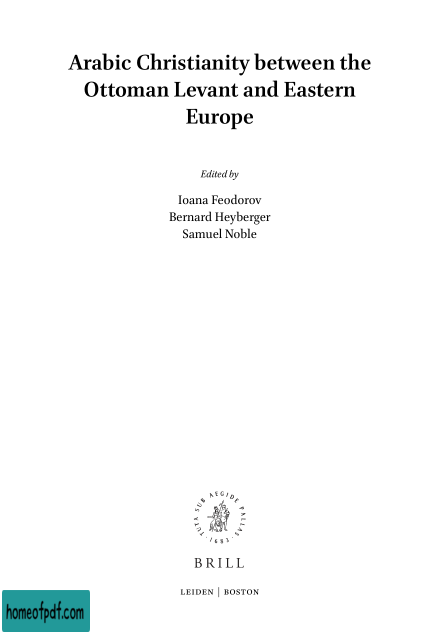 Arabic Christianity between the
Ottoman Levant and Eastern
Europe
Edited by
Ioana Feodorov
Bernard Heyberger
Samuel Noble
TUTA SUB AEGIDE PALLAS
· 1683 ·
BRILL
LEIDEN | BOSTON
homeofpdf.com